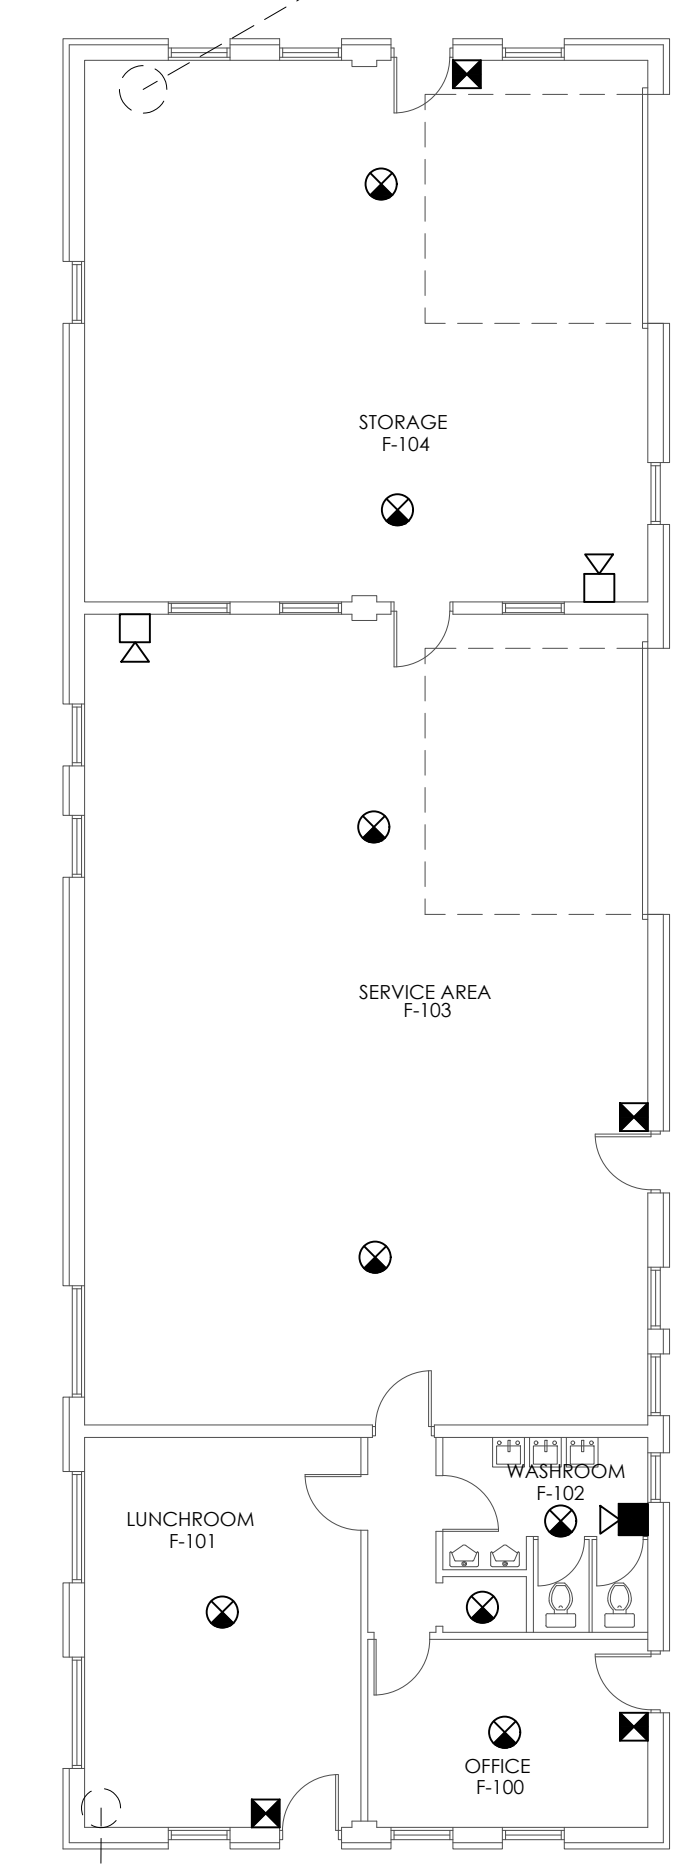 STORAGE
F-104
SERVICE AREA
F-103
WASHROOM
F-102
LUNCHROOM
F-101
OFFICE
F-100